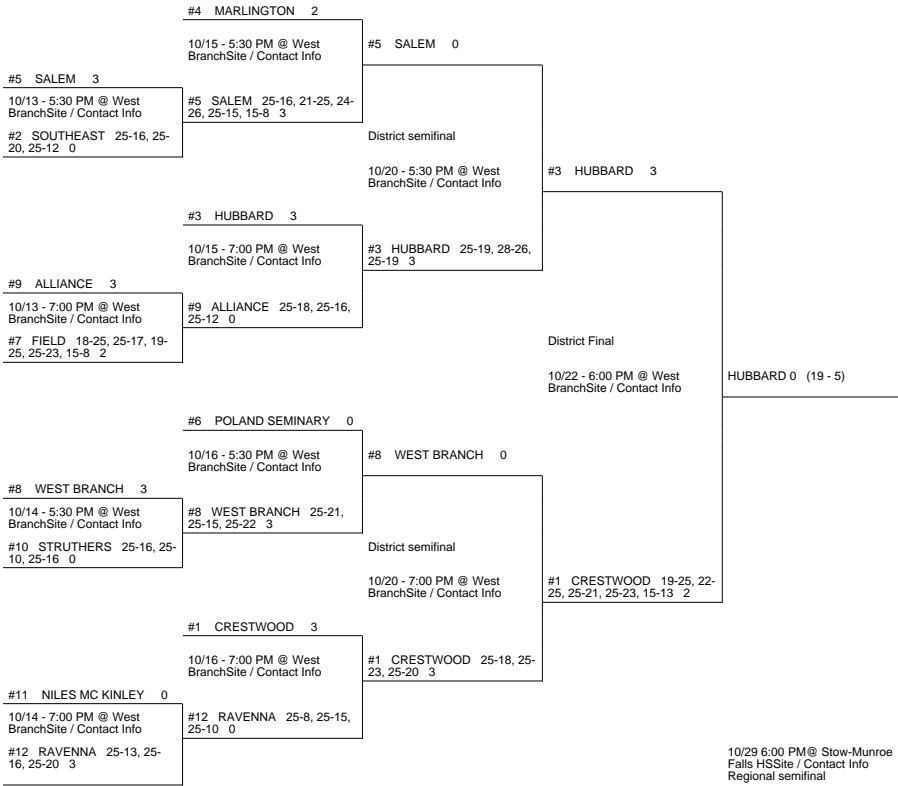 #4 MARLINGTON 2
10/15 - 5:30 PM @ West
BranchSite / Contact Info
#5 SALEM 0
#5 SALEM 3
10/13 - 5:30 PM @ West
BranchSite / Contact Info
#5 SALEM 25-16, 21-25, 24-
26, 25-15, 15-8 3
#2 SOUTHEAST 25-16, 25-
20, 25-12 0
District semifinal
10/20 - 5:30 PM @ West
BranchSite / Contact Info
#3 HUBBARD 3
#3 HUBBARD 3
10/15 - 7:00 PM @ West
BranchSite / Contact Info
#3 HUBBARD 25-19, 28-26,
25-19 3
#9 ALLIANCE 3
10/13 - 7:00 PM @ West
BranchSite / Contact Info
#9 ALLIANCE 25-18, 25-16,
25-12 0
#7 FIELD 18-25, 25-17, 19-
25, 25-23, 15-8 2
District Final
10/22 - 6:00 PM @ West
BranchSite / Contact Info
HUBBARD 0 (19 - 5)
#6 POLAND SEMINARY 0
10/16 - 5:30 PM @ West
BranchSite / Contact Info
#8 WEST BRANCH 0
#8 WEST BRANCH 3
10/14 - 5:30 PM @ West
BranchSite / Contact Info
#8 WEST BRANCH 25-21,
25-15, 25-22 3
#10 STRUTHERS 25-16, 25-
10, 25-16 0
District semifinal
10/20 - 7:00 PM @ West
BranchSite / Contact Info
#1 CRESTWOOD 19-25, 22-
25, 25-21, 25-23, 15-13 2
#1 CRESTWOOD 3
10/16 - 7:00 PM @ West
BranchSite / Contact Info
#1 CRESTWOOD 25-18, 25-
23, 25-20 3
#11 NILES MC KINLEY 0
10/14 - 7:00 PM @ West
BranchSite / Contact Info
#12 RAVENNA 25-8, 25-15,
25-10 0
#12 RAVENNA 25-13, 25-
16, 25-20 3
10/29 6:00 PM@ Stow-Munroe
Falls HSSite / Contact Info
Regional semifinal